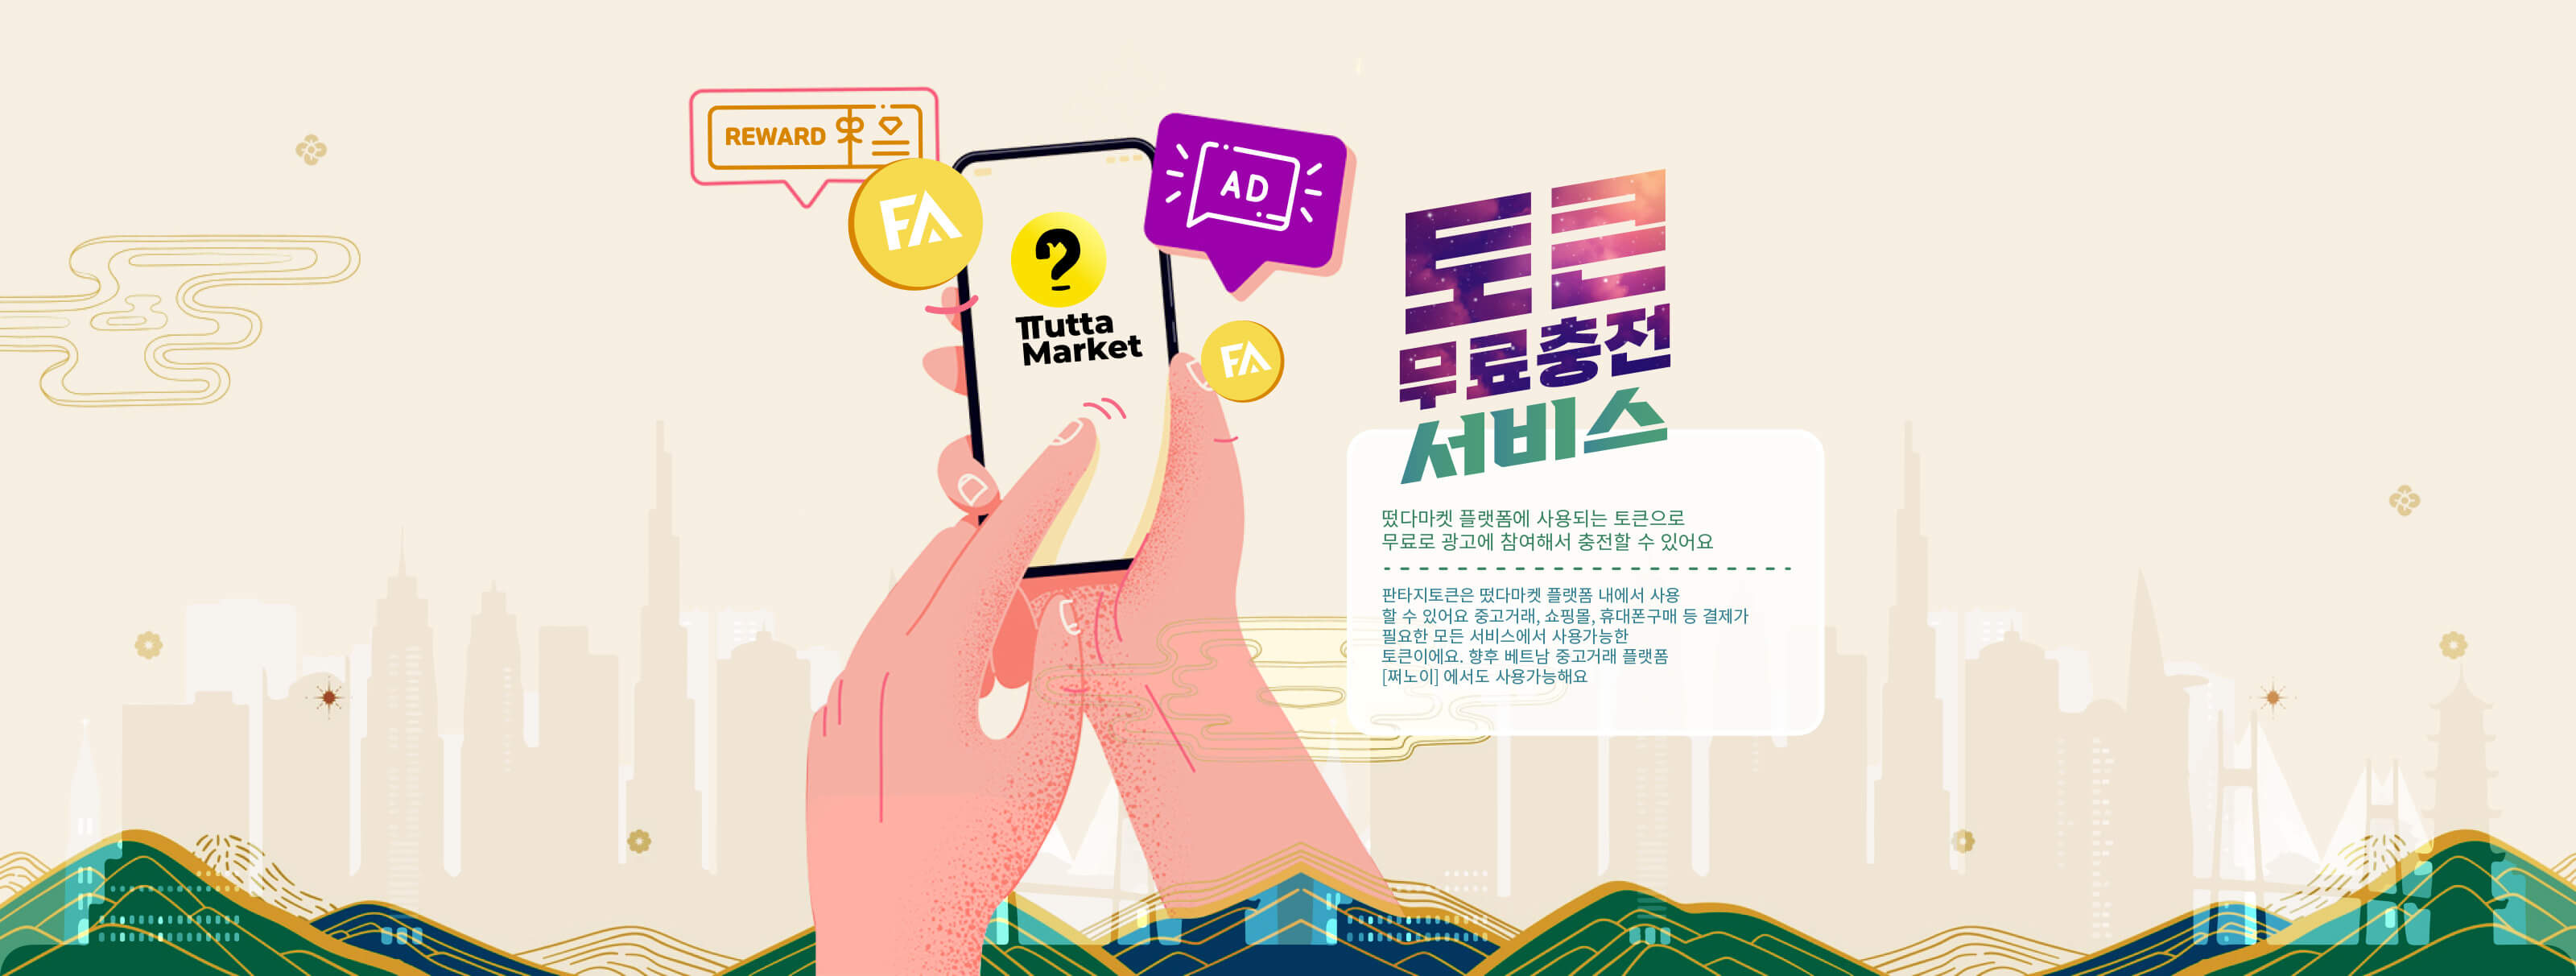 REWARD
FA
AD
TTutta
Market
FA
토큰
무료충전
서비스
떴다마켓 플랫폼에 사용되는 토큰으로
무료로 광고에 참여해서 충전할 수 있어요
판타지토큰은 떴다마켓 플랫폼 내에서 사용
할 수 있어요 중고거래, 쇼핑몰, 휴대폰구매 등 결제가
필요한 모든 서비스에서 사용가능한
토큰이에요. 향후 베트남 중고거래 플랫폼
[쩌노이] 에서도 사용가능해요